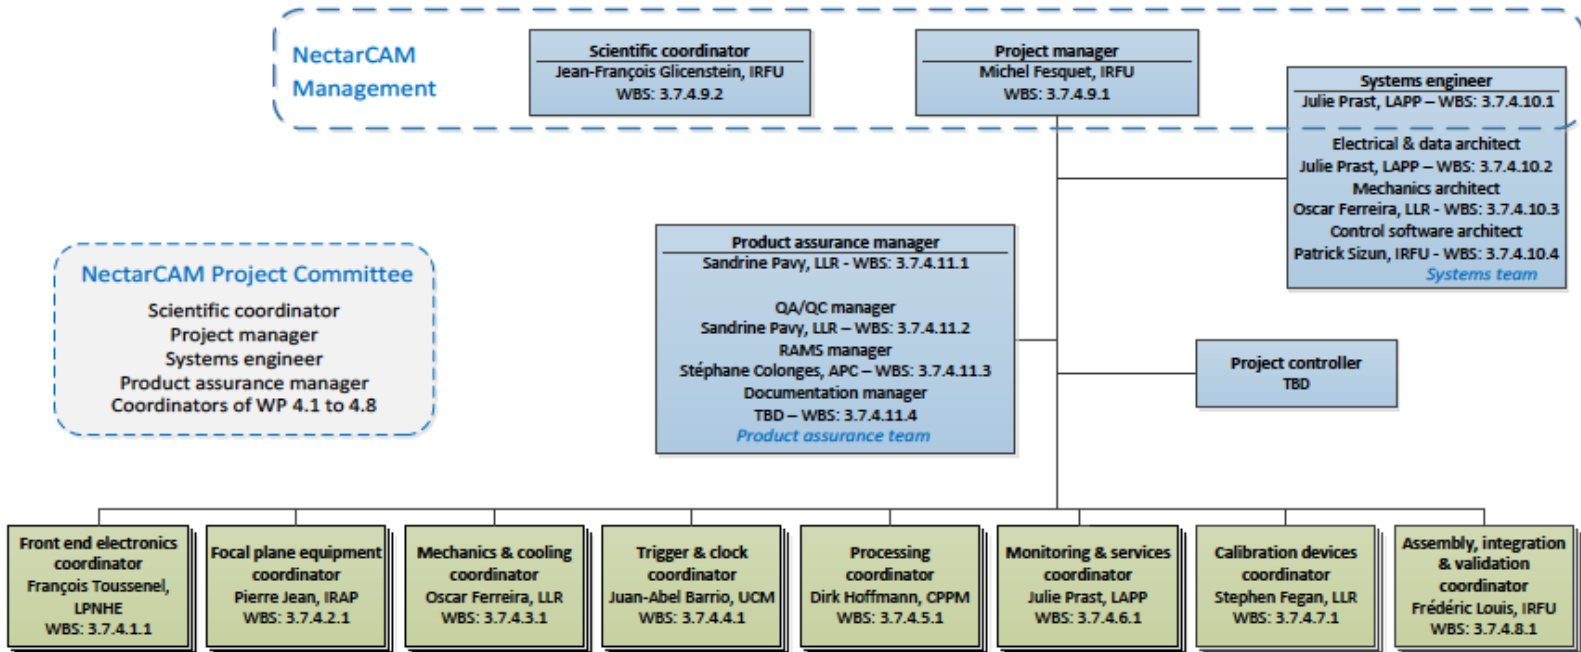 NectarCAM
Management
Scientific coordinator
Jean-François Glicenstein, IRFU
WBS: 3.7.4.9.2
Project manager
Michel Fesquet, IRFU
WBS: 3.7.4.9.1
Systems engineer
Julie Prast, LAPP – WBS: 3.7.4.10.1
Electrical & data architect
Julie Prast, LAPP – WBS: 3.7.4.10.2
Mechanics architect
Oscar Ferreira, LLR - WBS: 3.7.4.10.3
Control software architect
Patrick Sizun, IRFU - WBS: 3.7.4.10.4
Systems team
NectarCAM Project Committee
Scientific coordinator
Project manager
Systems engineer
Product assurance manager
Coordinators of WP 4.1 to 4.8
Product assurance manager
Sandrine Pavy, LLR - WBS: 3.7.4.11.1
QA/QC manager
Sandrine Pavy, LLR – WBS: 3.7.4.11.2
RAMS manager
Stéphane Colonges, APC – WBS: 3.7.4.11.3
Documentation manager
TBD – WBS: 3.7.4.11.4
Product assurance team
Project controller
TBD
Front end electronics
coordinator
François Toussenel,
LPNHE
WBS: 3.7.4.1.1
Focal plane equipment
coordinator
Pierre Jean, IRAP
WBS: 3.7.4.2.1
Mechanics & cooling
coordinator
Oscar Ferreira, LLR
WBS: 3.7.4.3.1
Trigger & clock
coordinator
Juan-Abel Barrio, UCM
WBS: 3.7.4.4.1
Processing
coordinator
Dirk Hoffmann, CPPM
WBS: 3.7.4.5.1
Monitoring & services
coordinator
Julie Prast, LAPP
WBS: 3.7.4.6.1
Calibration devices
coordinator
Stephen Fegan, LLR
WBS: 3.7.4.7.1
Assembly, integration
& validation
coordinator
Frédéric Louis, IRFU
WBS: 3.7.4.8.1